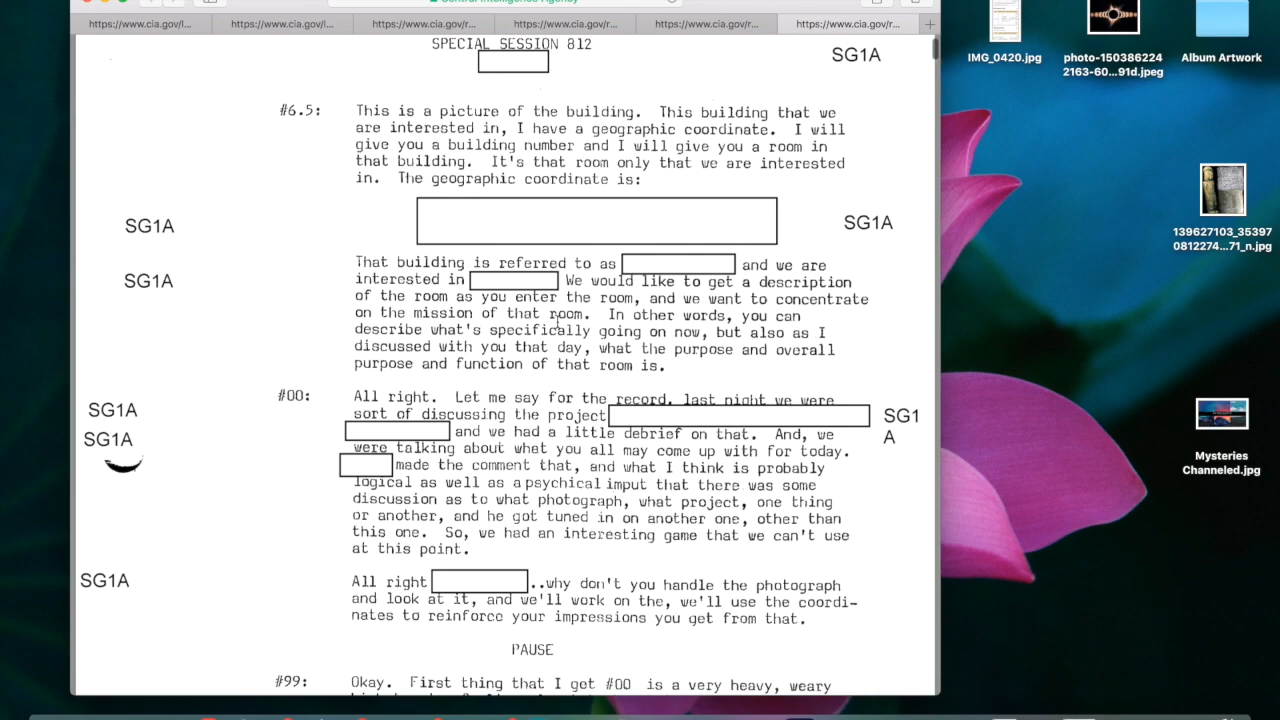 Central Intelligence Agency
https://www.cia.gov/l... https://www.cia.gov/l... https://www.cia.gov/r... https://www.cia.gov/r... https://www.cia.gov/r... https://www.cia.gov/r...
SPECIAL SESSION 812
SG1A
#6.5: This is a picture of the building. This building that we
are interested in, I have a geographic coordinate. I will
give you a building number and I will give you a room in
that building. It's that room only that we are interested
in. The geographic coordinate is:
SG1A SG1A
That building is referred to as and we are
SG1A interested in We would like to get a description
of the room as you enter the room, and we want to concentrate
on the mission of that room. In other words, you can
describe what's specifically going on now, but also as I
discussed with you that day, what the purpose and overall
purpose and function of that room is.
#00: All right. Let me say for the record, last night we were
SG1A sort of discussing the project SG1
A
SG1A and we had a little debrief on that. And, we
were talking about what you all may come up with for today.
made the comment that, and what I think is probably
logical as well as a psychical imput that there was some
discussion as to what photograph, what project, one thing
or another, and he got tuned in on another one, other than
this one. So, we had an interesting game that we can't use
at this point.
SG1A All right ..why don't you handle the photograph
and look at it, and we'll work on the, we'll use the coordi-
nates to reinforce your impressions you get from that.
PAUSE
#99: Okay. First thing that I get #00 is a very heavy, weary
IMG_0420.jpg
photo-150386224
2163-60...91d.jpeg
Album Artwork
139627103_35397
0812274...71_n.jpg
Mysteries
Channeled.jpg